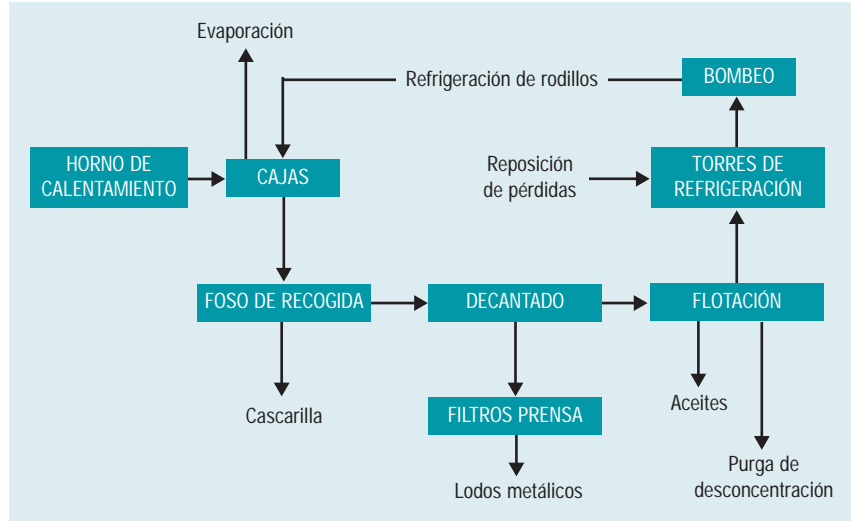 Evaporación
Refrigeración de rodillos
BOMBEO
HORNO DE
CALENTAMIENTO
CAJAS
Reposición
de pérdidas
TORRES DE
REFRIGERACIÓN
FOSO DE RECOGIDA
DECANTADO
FLOTACIÓN
Cascarilla
FILTROS PRENSA
Aceites
Lodos metálicos
Purga de
desconcentración